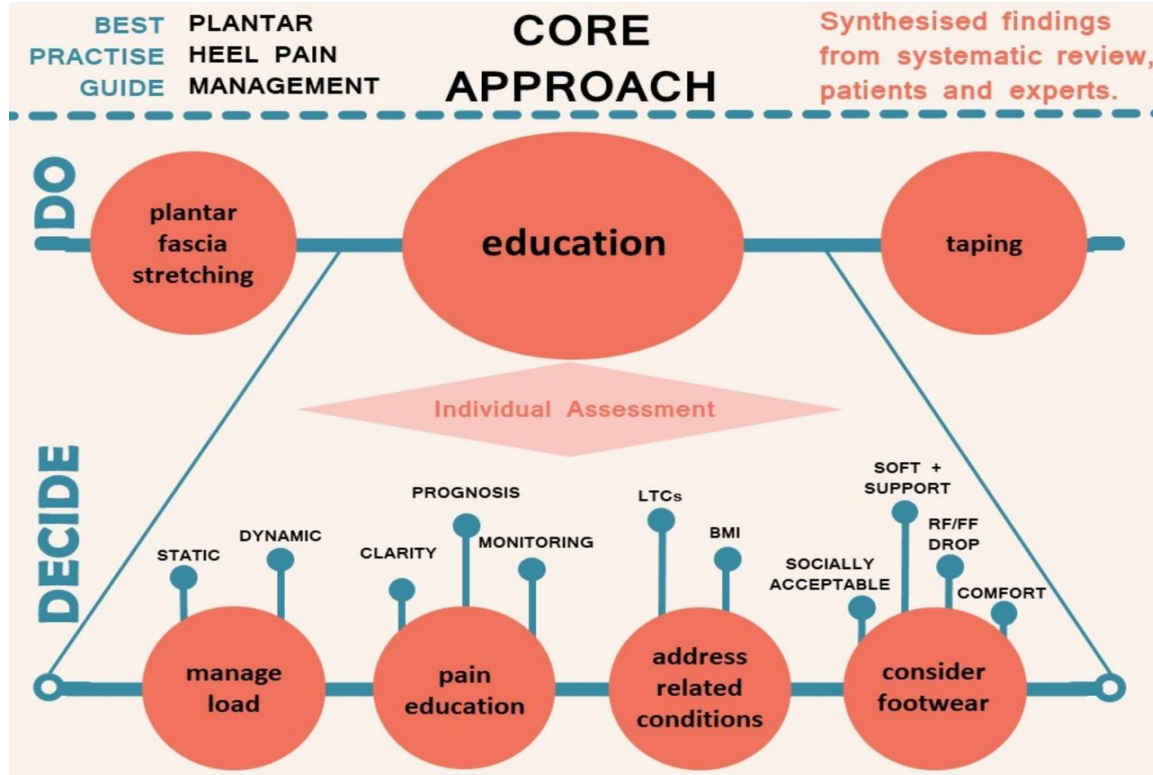 BEST
PRACTISE
GUIDE
PLANTAR
HEEL PAIN
MANAGEMENT
CORE
APPROACH
Synthesised findings
from systematic review,
patients and experts.
DO
plantar
fascia
stretching
education
taping
Individual Assessment
DECIDE
STATIC
DYNAMIC
CLARITY
PROGNOSIS
MONITORING
LTCs
BMI
SOCIALLY
ACCEPTABLE
SOFT +
SUPPORT
RF/FF
DROP
COMFORT
manage
load
pain
education
address
related
conditions
consider
footwear